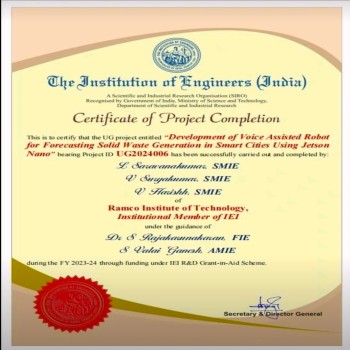 The Institution of Engineers (India)
A Scientific and Industrial Research Organisation (SIRO)
Recognised by Government of India, Ministry of Science and Technology,
Department of Scientific and Industrial Research
Certificate of Project Completion
This is to certify that the UG project entitled "Development of Voice Assisted Robot
for Forecasting Solid Waste Generation in Smart Cities Using Jetson
Nano" bearing Project ID UG2024006 has been successfully carried out and completed by:
L Saravanakumar, SMIE
V Suryakumar, SMIE
V Harishh, SMIE
of
Ramco Institute of Technology,
Institutional Member of IEI
under the guidance of
Dr S Rajakarunakaran, FIE
S Valai Ganesh, AMIE
during the FY 2023-24 through funding under IEI R&D Grant-in-Aid Scheme.
Secretary & Director General